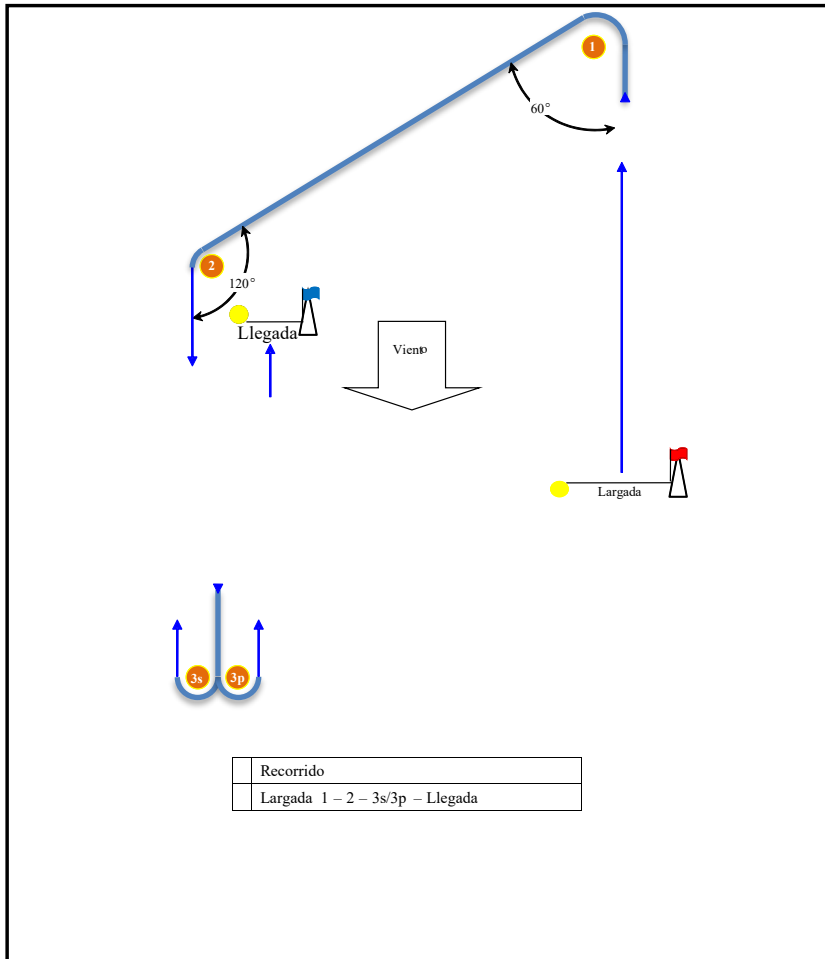 1
60°
2
120°
Llegada
Viento
Largada
3s 3p
Recorrido
Largada 1 – 2 – 3s/3p – Llegada